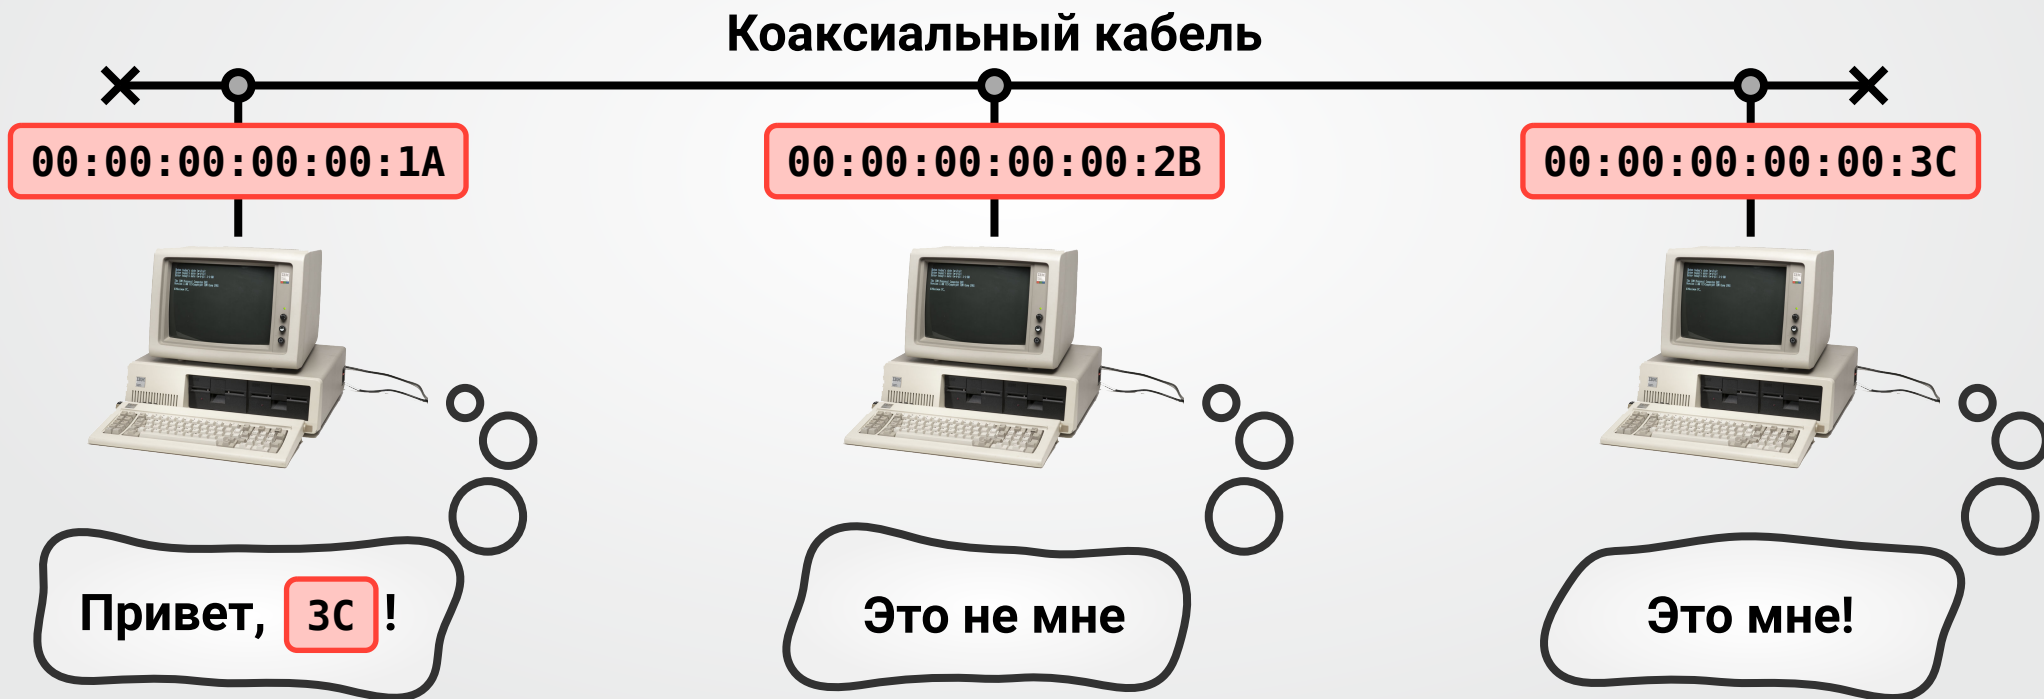 Коаксиальный кабель
00:00:00:00:00:1A
00:00:00:00:00:2B
00:00:00:00:00:3C
Привет, 3C!
Это не мне
Это мне!